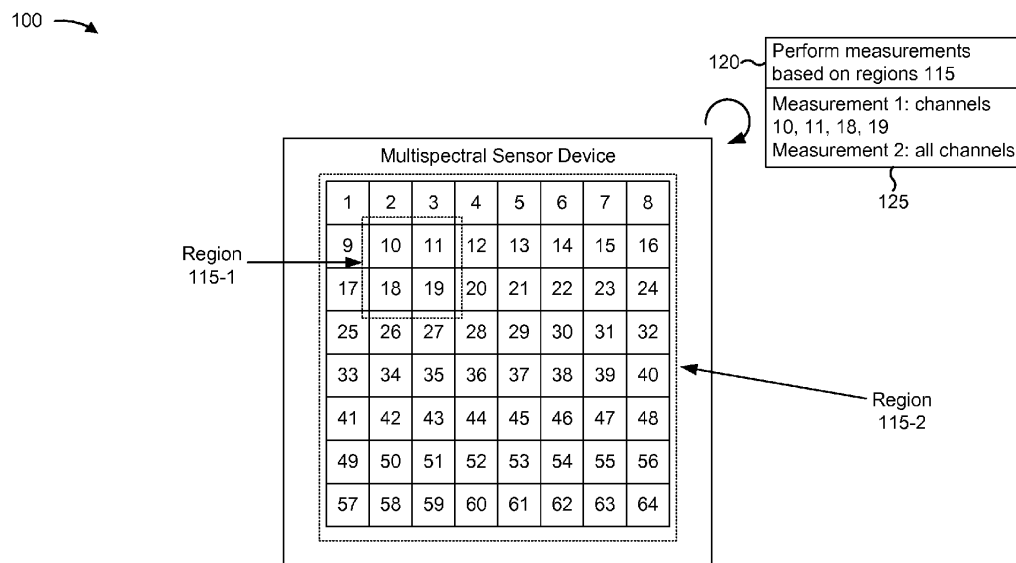 100
120
Perform measurements
based on regions 115
Measurement 1: channels
10, 11, 18, 19
Measurement 2: all channels
125
Multispectral Sensor Device
1 2 3 4 5 6 7 8
9 10 11 12 13 14 15 16
17 18 19 20 21 22 23 24
25 26 27 28 29 30 31 32
33 34 35 36 37 38 39 40
41 42 43 44 45 46 47 48
49 50 51 52 53 54 55 56
57 58 59 60 61 62 63 64
Region
115-1
Region
115-2